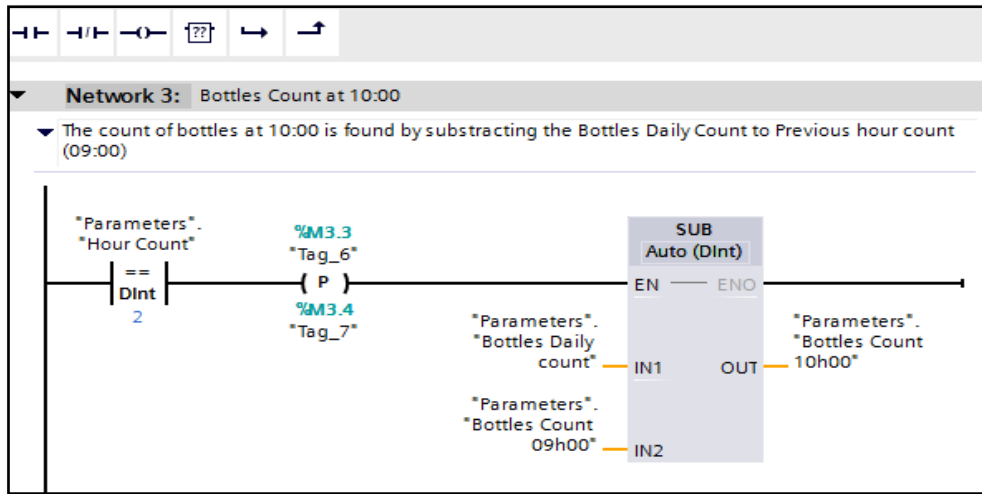 ??
Network 3: Bottles Count at 10:00
The count of bottles at 10:00 is found by substracting the Bottles Daily Count to Previous hour count
(09:00)
"Parameters".
"Hour Count"
==
DInt
2
%M3.3
"Tag_6"
P
%M3.4
"Tag_7"
SUB
Auto (DInt)
EN ENO
"Parameters".
"Bottles Daily
count"
IN1
"Parameters".
"Bottles Count
09h00"
IN2
OUT
"Parameters".
"Bottles Count
10h00"